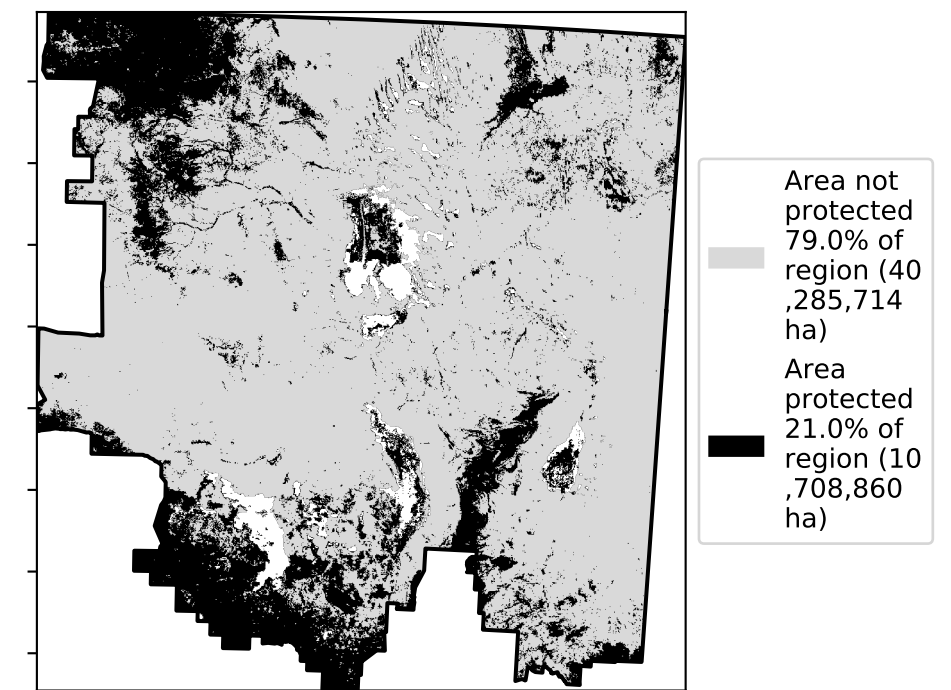 Area not
protected
79.0% of
region (40
,285,714
ha)
Area
protected
21.0% of
region (10
,708,860
ha)